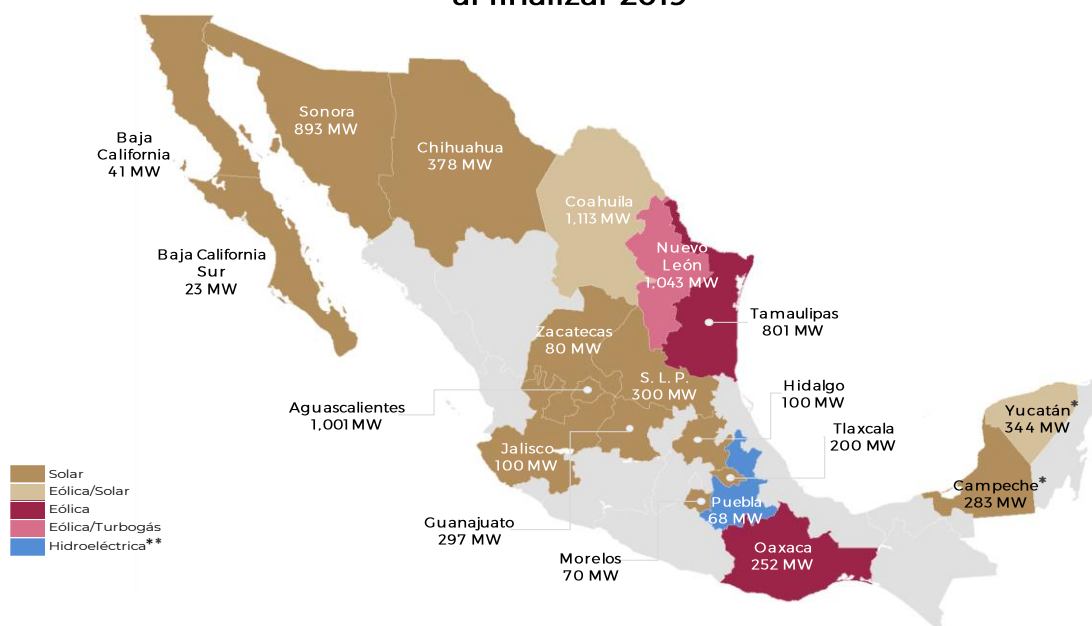 al finalizar 2019
Sonora
893 MW
Chihuahua
378 MW
Baja
California
41 MW
Coahuila
1,113 MW
Nuevo
León
1,043 MW
Baja California
Sur
23 MW
Tamaulipas
801 MW
Zacatecas
80 MW
S. L. P.
300 MW
Hidalgo
100 MW
Aguascalientes
1,001 MW
Tlaxcala
200 MW
Yucatán*
344 MW
Jalisco
100 MW
Campeche*
283 MW
Puebla
68 MW
Guanajuato
297 MW
Morelos
70 MW
Oaxaca
252 MW
Solar
Eólica/Solar
Eólica
Eólica/Turbogás
Hidroeléctrica**